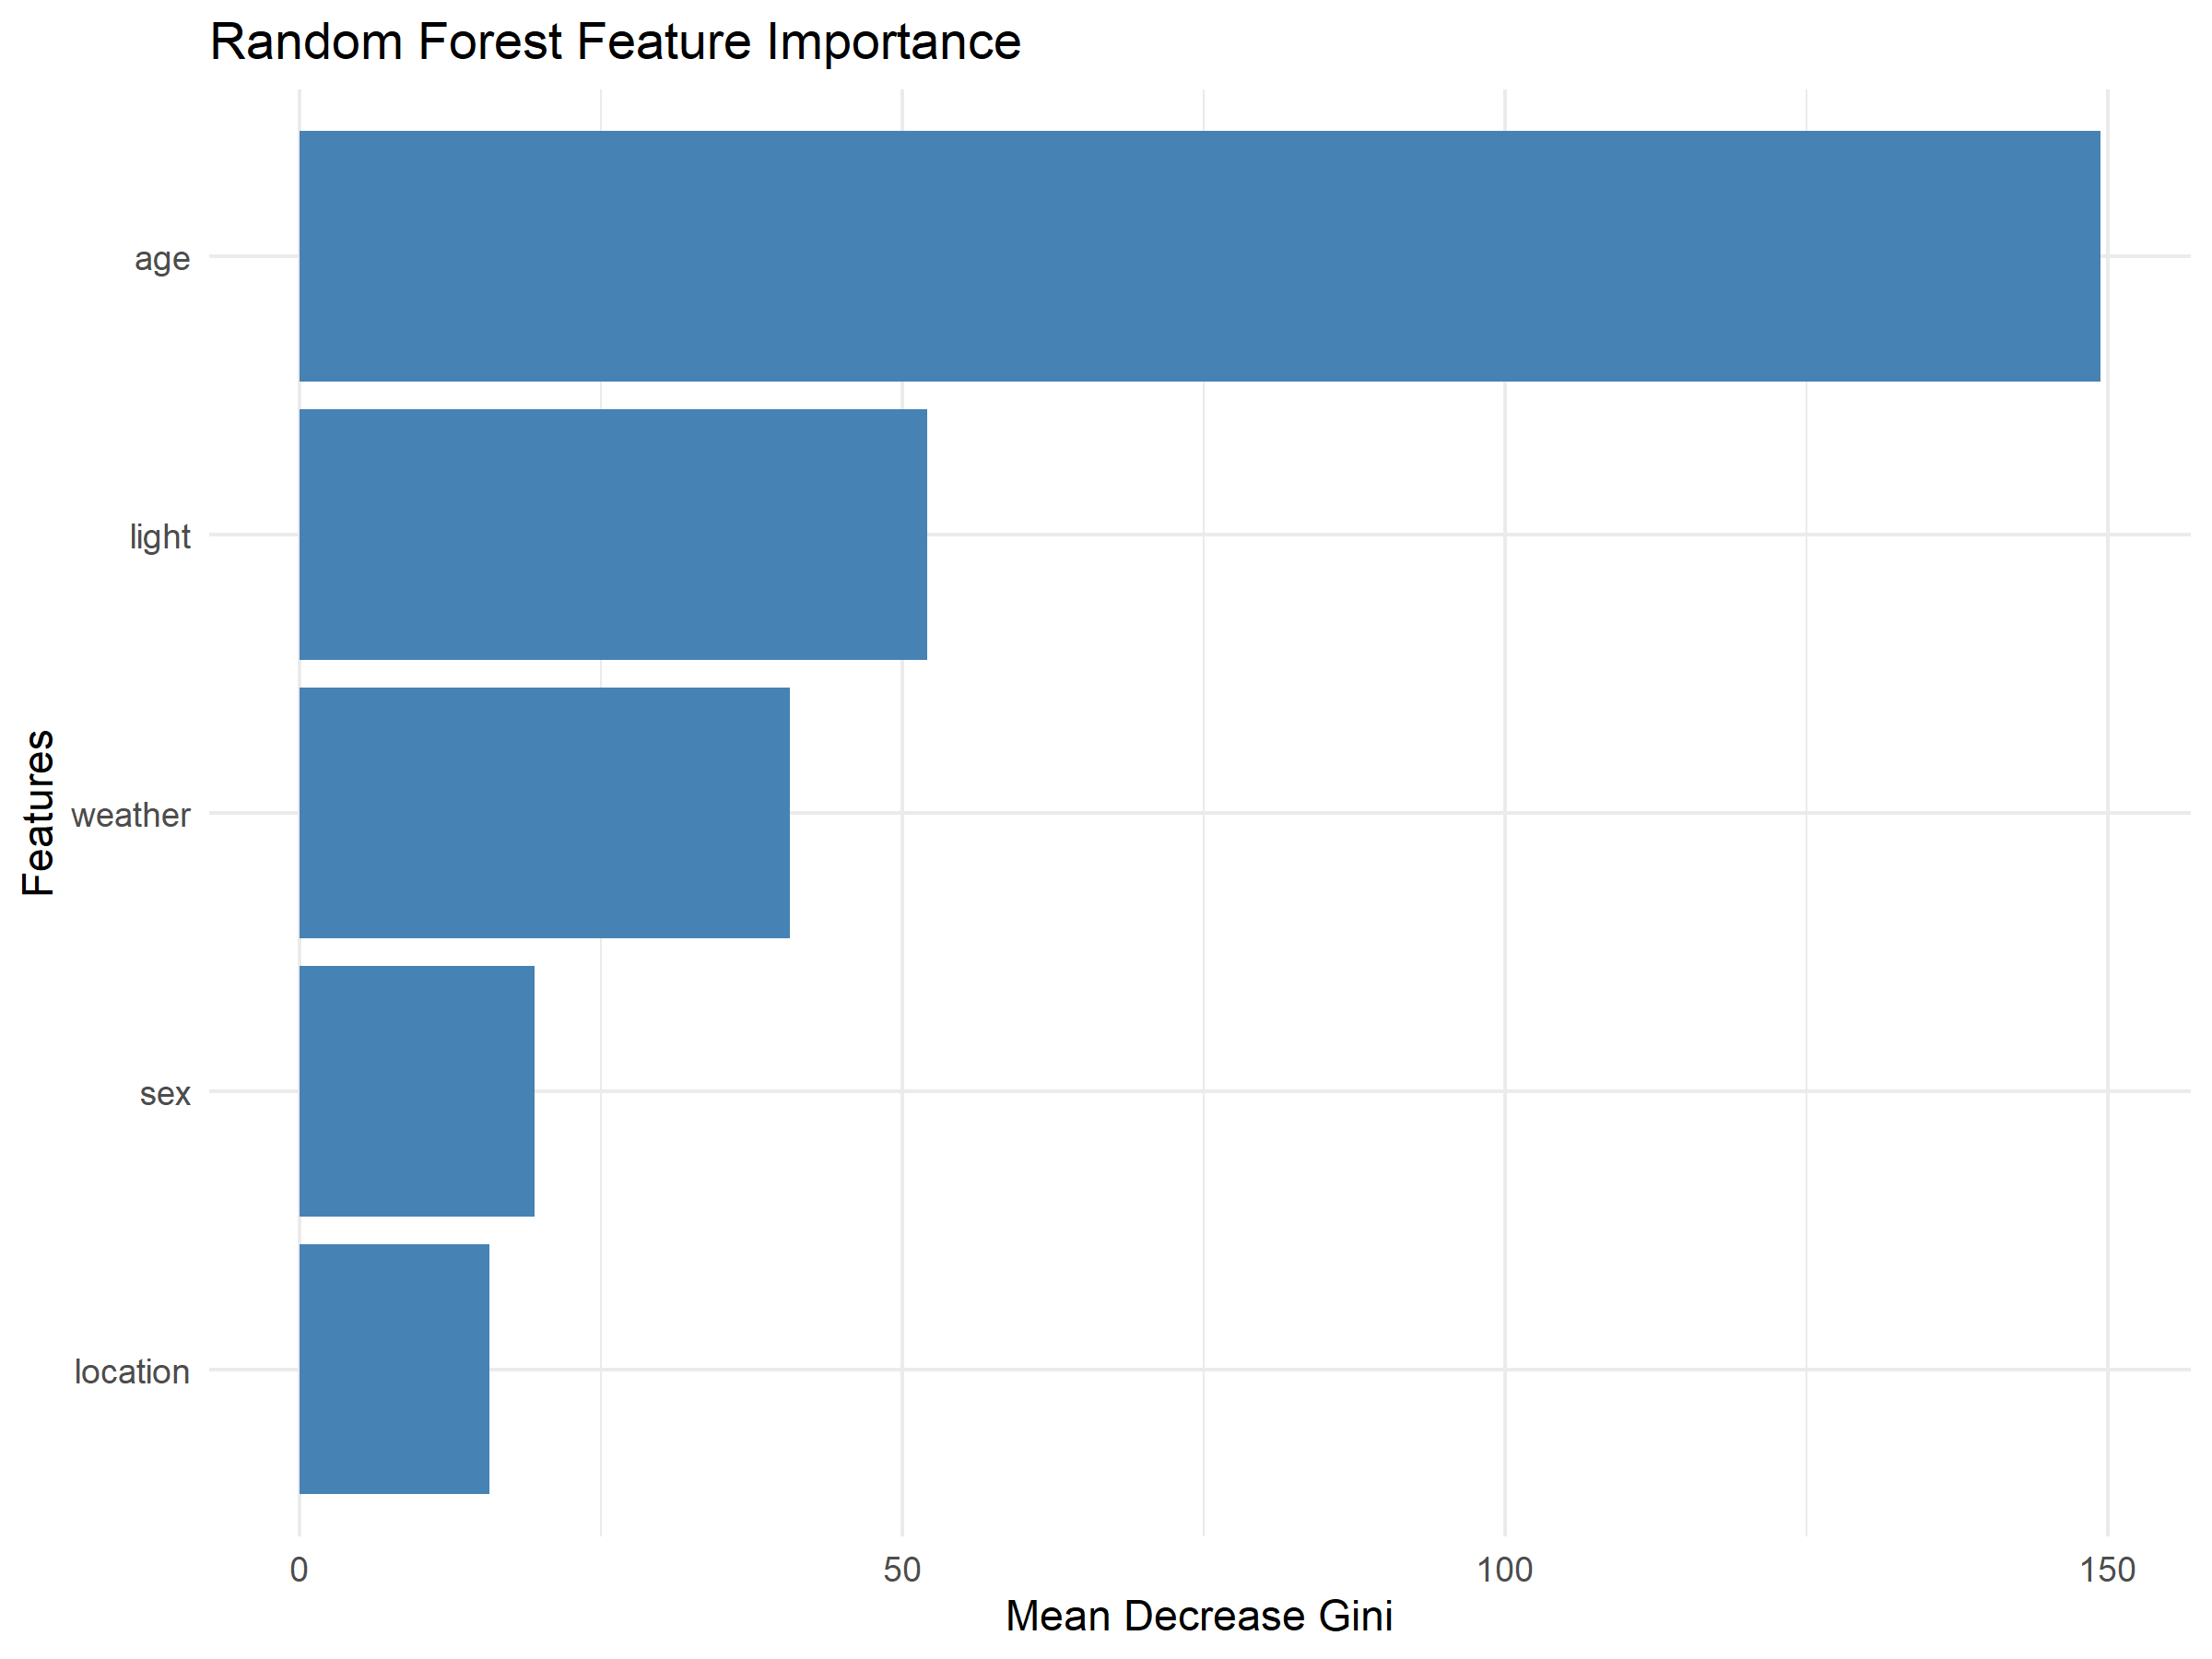 Random Forest Feature Importance
Features
age
light
weather
sex
location
0 50 100 150
Mean Decrease Gini